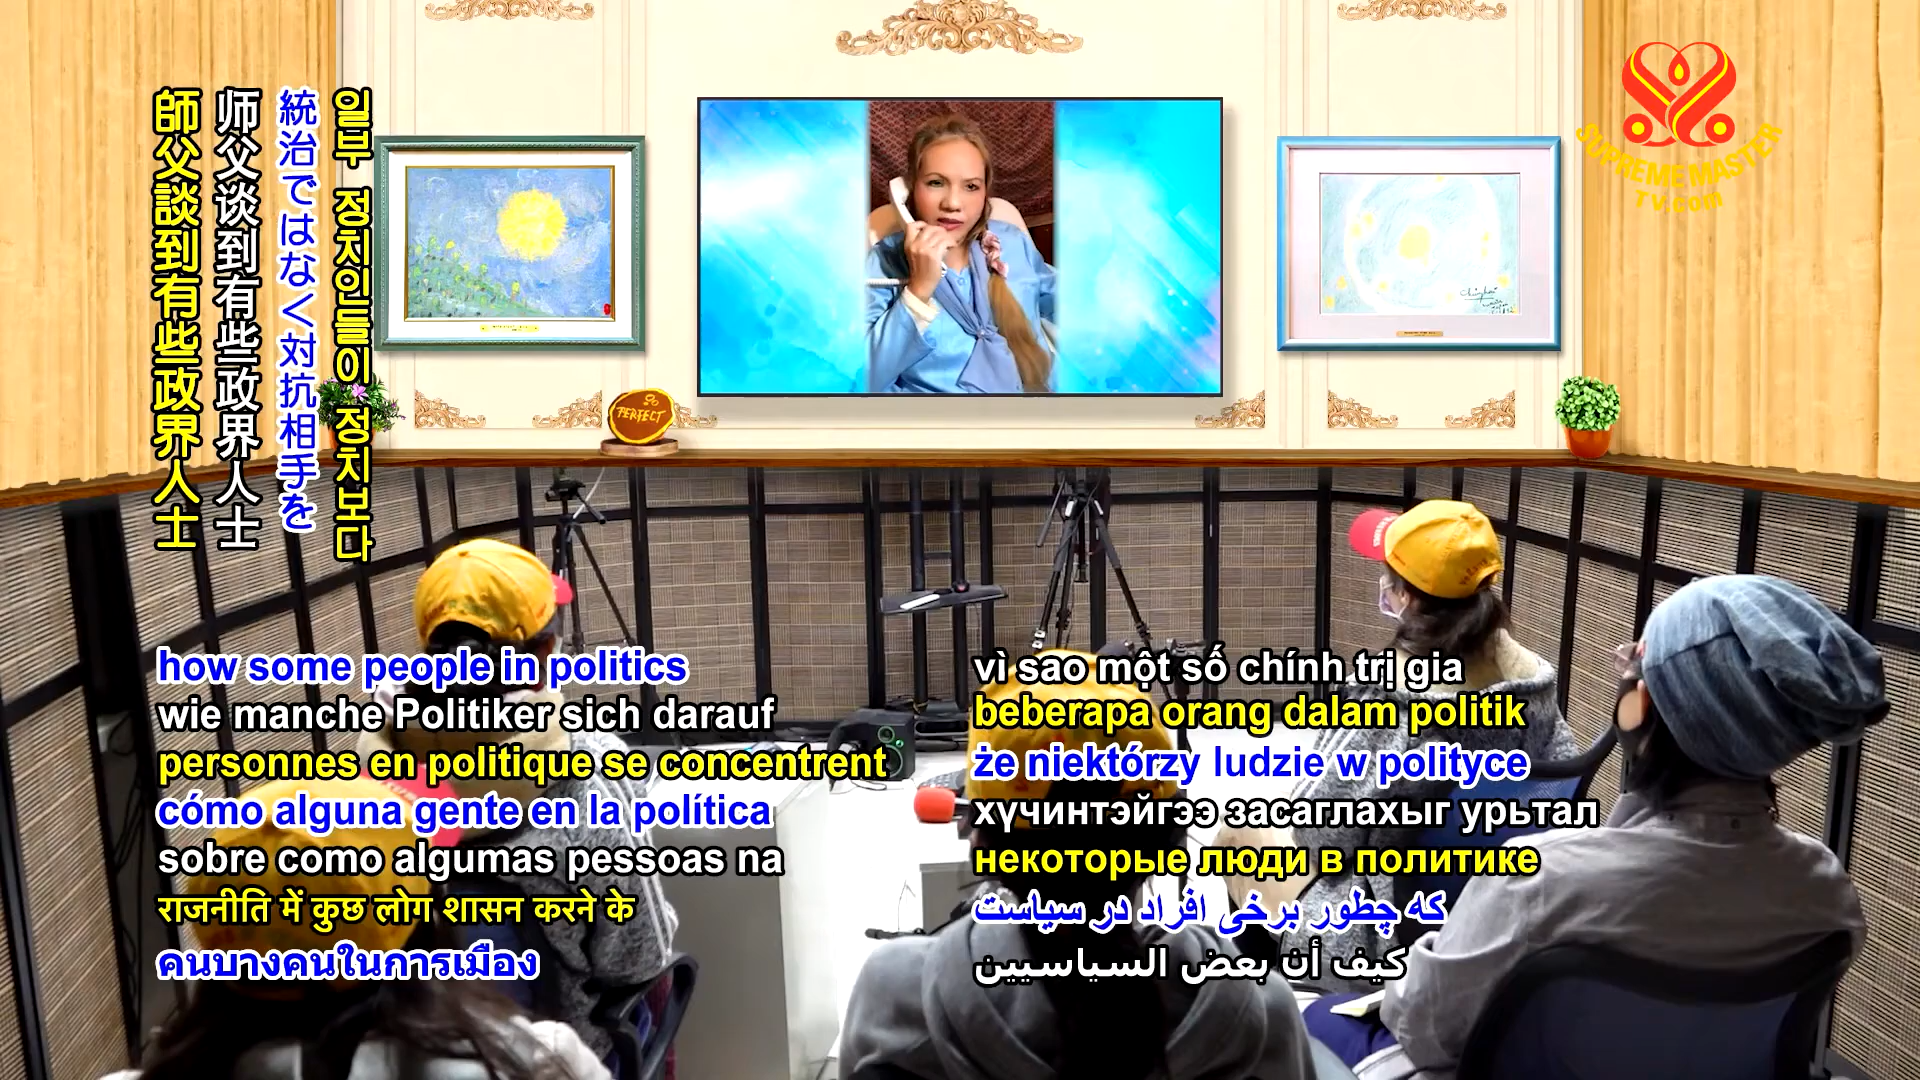 師父談到有些政界人士
师父谈到有些政界人士
統治ではなく対抗相手を
일부 정치인들이 정치보다
SUPREME MASTER
TV.com
PERFECT
how some people in politics
wie manche Politiker sich darauf
personnes en politique se concentrent
cómo alguna gente en la política
sobre como algumas pessoas na
राजनीति में कुछ लोग शासन करने के
คนบางคนในการเมือง
vì sao một số chính trị gia
beberapa orang dalam politik
że niektórzy ludzie w polityce
хүчинтэйгээ засаглахыг урьтал
некоторые люди в политике
که چطور برخی افراد در سیاست
كيف أن بعض السياسيين